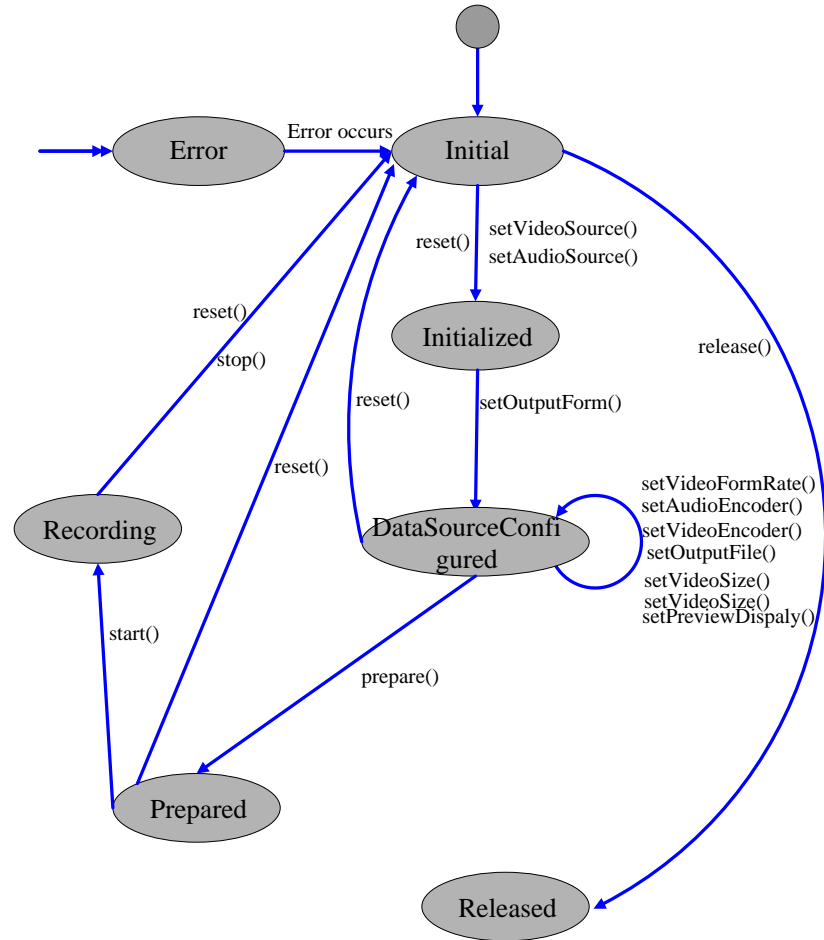 Error occurs
Error
Initial
setVideoSource()
reset()
setAudioSource()
reset()
Initialized
release()
stop()
reset()
setOutputForm()
reset()
setVideoFormRate()
setAudioEncoder()
Recording
DataSourceConfi
gured
setVideoEncoder()
setOutputFile()
setVideoSize()
setVideoSize()
setPreviewDispaly()
start()
prepare()
Prepared
Released